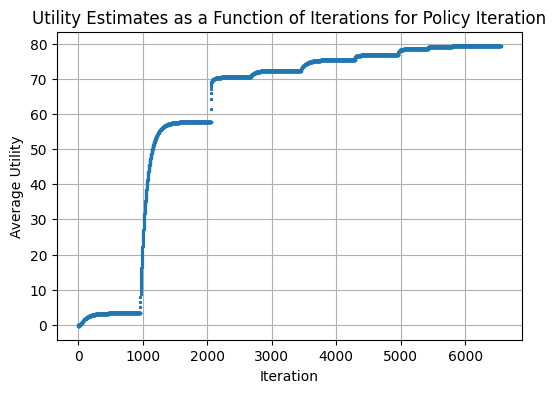 Utility Estimates as a Function of Iterations for Policy Iteration
80
70
60
50
40
30
20
10
0
Average Utility
0 1000 2000 3000 4000 5000 6000
Iteration